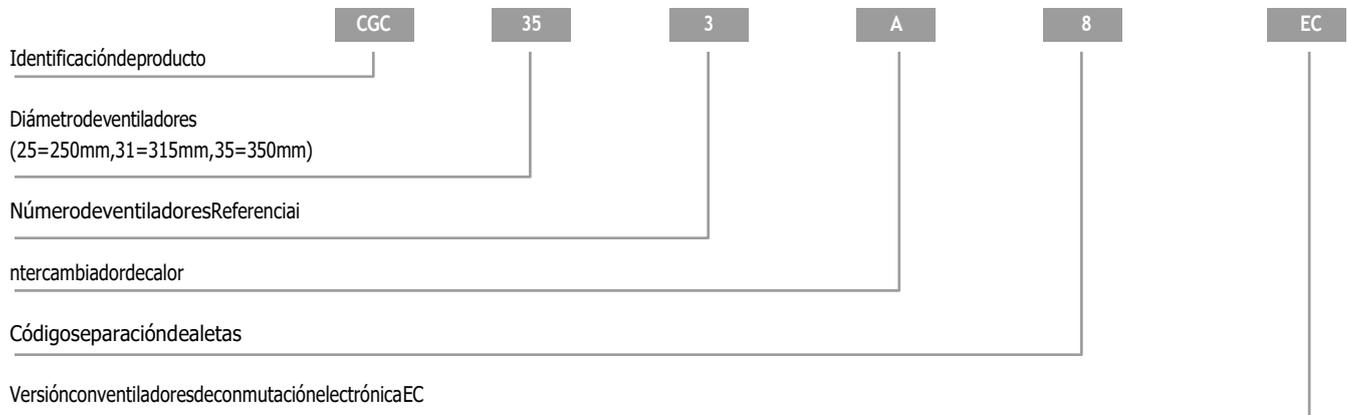 CGC 35 3 A 8 EC
Identificacióndeproducto
Diámetrodeventiladores
(25=250mm,31=315mm,35=350mm)
NúmerodeventiladoresReferenciai
ntercambiadordecalor
Códigoseparacióndealetas
VersiónconventiladoresdeconmutaciónelectrónicaEC